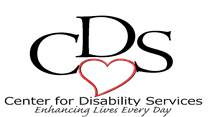 CDS
Center for Disability Services
Enhancing Lives Every Day